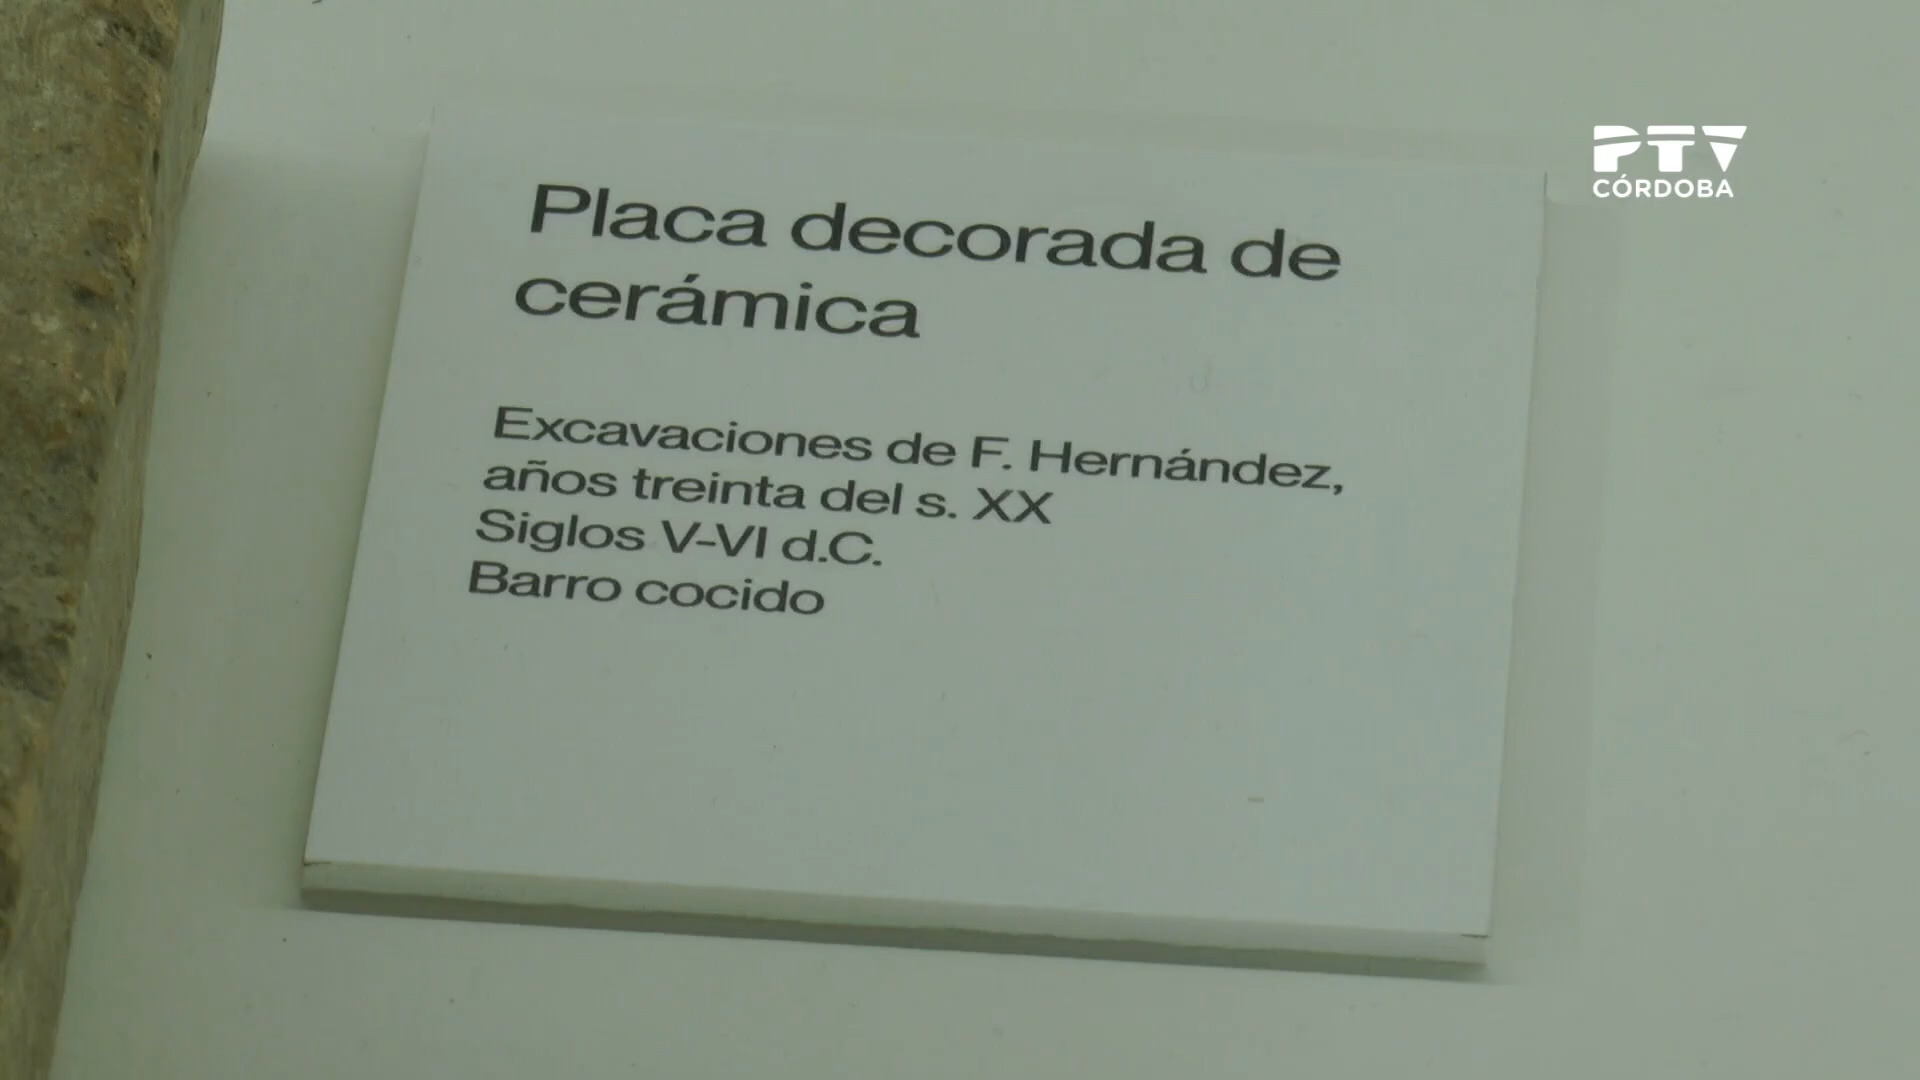 PTV
CÓRDOBA
Placa decorada de
cerámica
Excavaciones de F. Hernández,
años treinta del s. XX
Siglos V-VI d.C.
Barro cocido